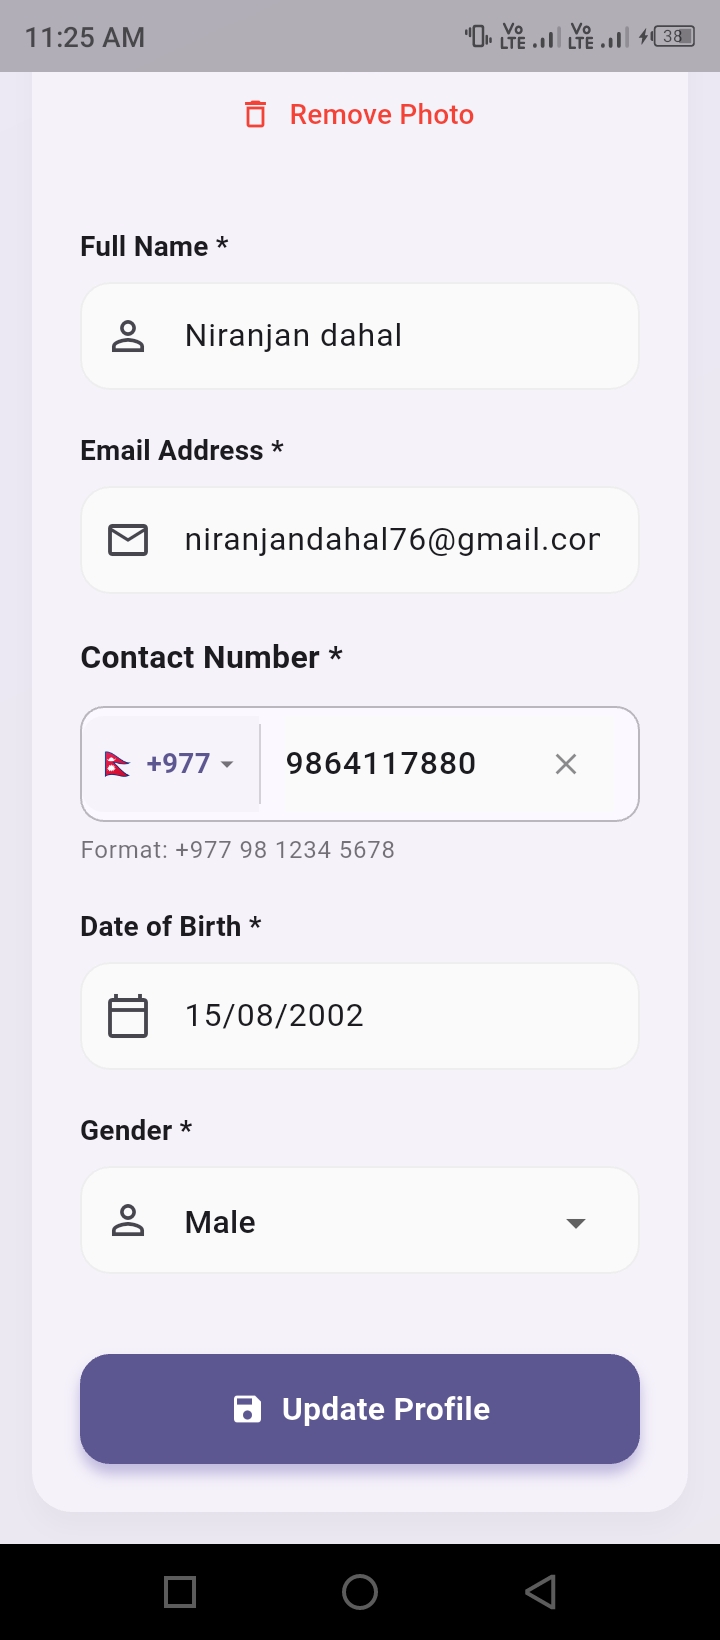 11:25 AM
Vo LTE Vo LTE 38
Remove Photo
Full Name *
Niranjan dahal
Email Address *
niranjandahal76@gmail.com
Contact Number *
+977 9864117880
Format: +977 98 1234 5678
Date of Birth *
15/08/2002
Gender *
Male
Update Profile